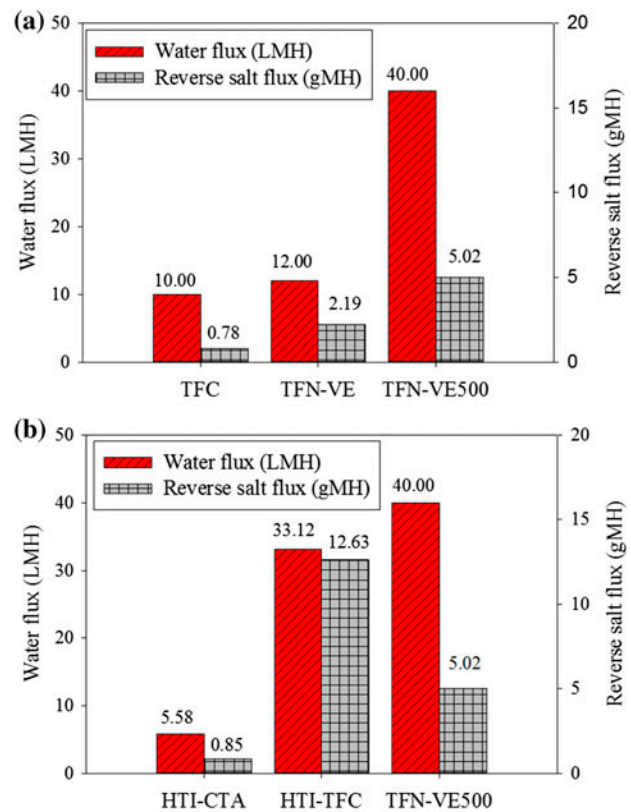 (a)
Water flux (LMH)
Reverse salt flux (gMH)
50
40
30
20
10
0
Water flux (LMH)
20
15
10
5
0
Reverse salt flux (gMH)
10.00
0.78
12.00
2.19
40.00
5.02
TFC TFN-VE TFN-VE500
(b)
Water flux (LMH)
Reverse salt flux (gMH)
50
40
30
20
10
0
Water flux (LMH)
20
15
10
5
0
Reverse salt flux (gMH)
5.58
0.85
33.12
12.63
40.00
5.02
HTI-CTA HTI-TFC TFN-VE500